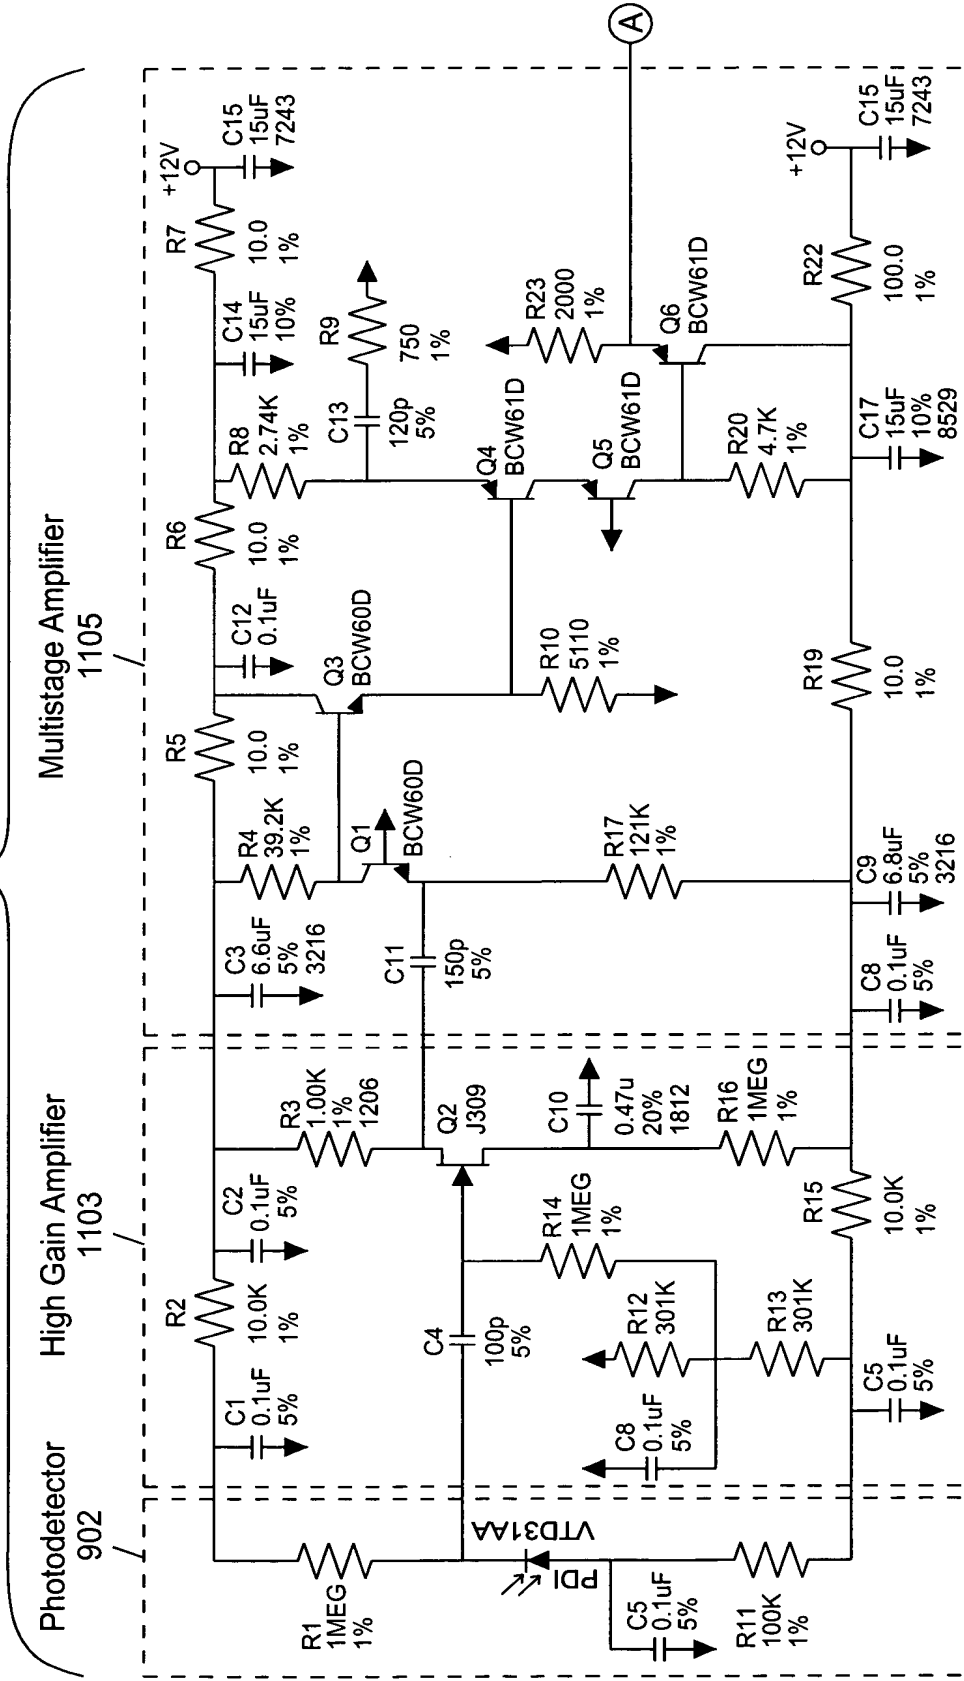 Photodetector
902
High Gain Amplifier
1103
Multistage Amplifier
1105
R1
1MEG
1%
C1
0.1uF
5%
R2
10.0K
1%
C2
0.1uF
5%
R3
1.00K
1%
1206
C3
6.6uF
5%
3216
R4
39.2K
1%
R5
10.0
1%
C12
0.1uF
R6
10.0
1%
R8
2.74K
1%
C14
15uF
10%
R7
10.0
1%
+12V
C15
15uF
7243
C13
120p
5%
R9
750
1%
Q1
BCW60D
Q3
BCW60D
Q4
BCW61D
Q5
BCW61D
R23
2000
1%
Q6
BCW61D
A
C4
100p
5%
Q2
J309
C11
150p
5%
C10
0.47u
20%
1812
R14
1MEG
1%
R12
301K
R13
301K
C8
0.1uF
5%
PDI
VTD31AA
C5
0.1uF
5%
R11
100K
1%
C5
0.1uF
5%
R15
10.0K
1%
R16
1MEG
1%
C8
0.1uF
5%
C9
6.8uF
5%
3216
R17
121K
1%
R10
5110
1%
R19
10.0
1%
R20
4.7K
1%
C17
15uF
10%
8529
R22
100.0
1%
+12V
C15
15uF
7243